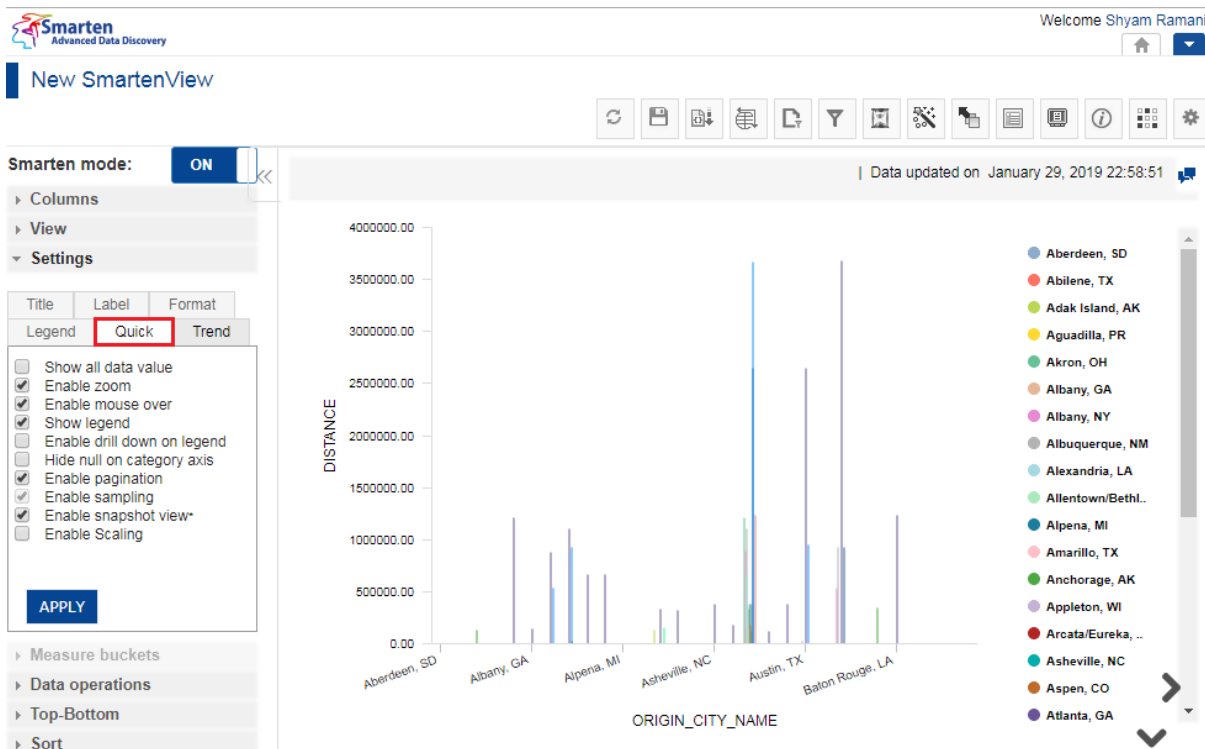 Smarten
Advanced Data Discovery
Welcome Shyam Ramani
New SmartenView
Smarten mode: ON
Columns
View
Settings
Title Label Format
Legend Quick Trend
Show all data value
Enable zoom
Enable mouse over
Show legend
Enable drill down on legend
Hide null on category axis
Enable pagination
Enable sampling
Enable snapshot view*
Enable Scaling
APPLY
Measure buckets
Data operations
Top-Bottom
Sort
| Data updated on January 29, 2019 22:58:51
4000000.00
3500000.00
3000000.00
2500000.00
2000000.00
1500000.00
1000000.00
500000.00
0.00
DISTANCE
Aberdeen, SD
Albany, GA
Alpena, MI
Asheville, NC
Austin, TX
Baton Rouge, LA
ORIGIN_CITY_NAME
Aberdeen, SD
Abilene, TX
Adak Island, AK
Aguadilla, PR
Akron, OH
Albany, GA
Albany, NY
Albuquerque, NM
Alexandria, LA
Allentown/Bethl..
Alpena, MI
Amarillo, TX
Anchorage, AK
Appleton, WI
Arcata/Eureka, ..
Asheville, NC
Aspen, CO
Atlanta, GA